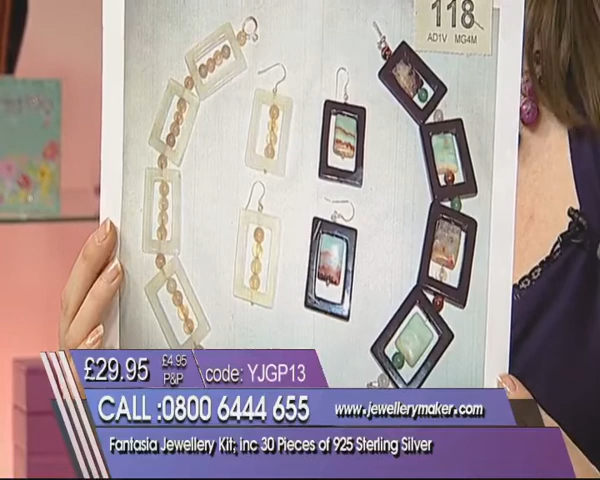 118
AD1V MG4M
£29.95 £4.95 P&P code: YJGP13
CALL :0800 6444 655 www.jewellerymaker.com
Fantasia Jewellery Kit; inc 30 Pieces of 925 Sterling Silver